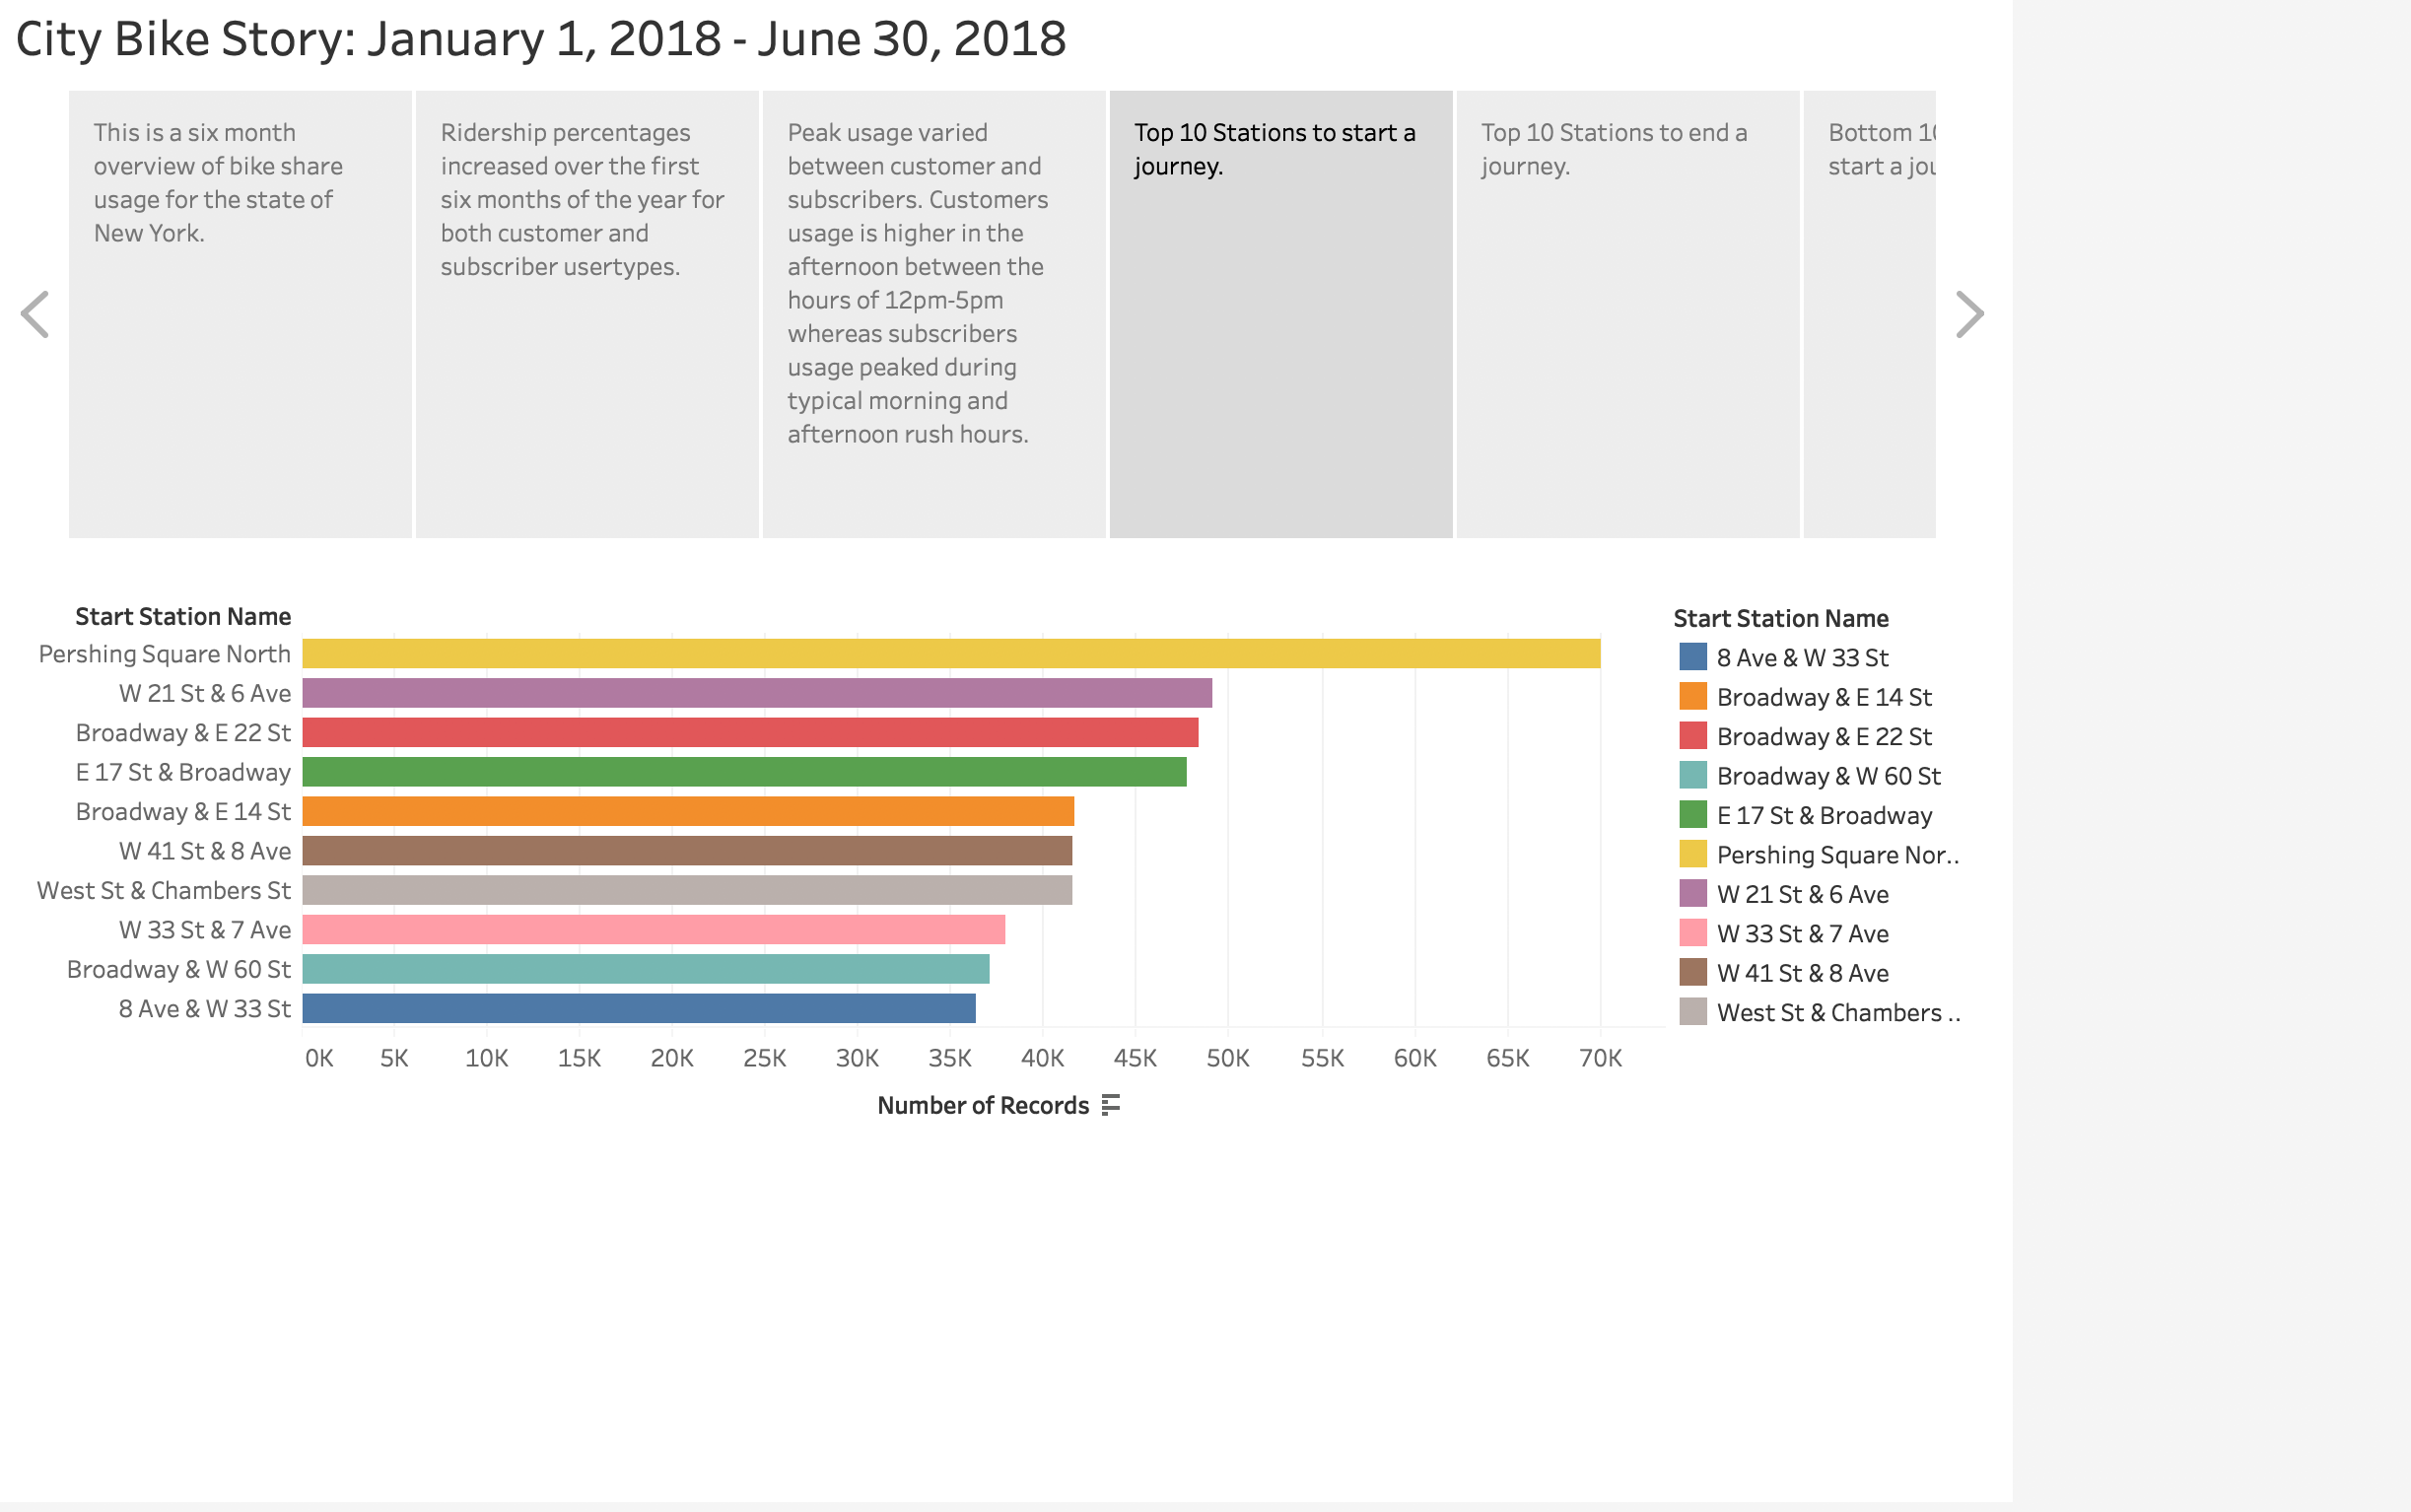 City Bike Story: January 1, 2018 - June 30, 2018
This is a six month
overview of bike share
usage for the state of
New York.
Ridership percentages
increased over the first
six months of the year for
both customer and
subscriber usertypes.
Peak usage varied
between customer and
subscribers. Customers
usage is higher in the
afternoon between the
hours of 12pm-5pm
whereas subscribers
usage peaked during
typical morning and
afternoon rush hours.
Top 10 Stations to start a
journey.
Top 10 Stations to end a
journey.
Bottom 10
start a jou
Start Station Name
Pershing Square North
W 21 St & 6 Ave
Broadway & E 22 St
E 17 St & Broadway
Broadway & E 14 St
W 41 St & 8 Ave
West St & Chambers St
W 33 St & 7 Ave
Broadway & W 60 St
8 Ave & W 33 St
0K 5K 10K 15K 20K 25K 30K 35K 40K 45K 50K 55K 60K 65K 70K
Number of Records
Start Station Name
8 Ave & W 33 St
Broadway & E 14 St
Broadway & E 22 St
Broadway & W 60 St
E 17 St & Broadway
Pershing Square Nor..
W 21 St & 6 Ave
W 33 St & 7 Ave
W 41 St & 8 Ave
West St & Chambers ..